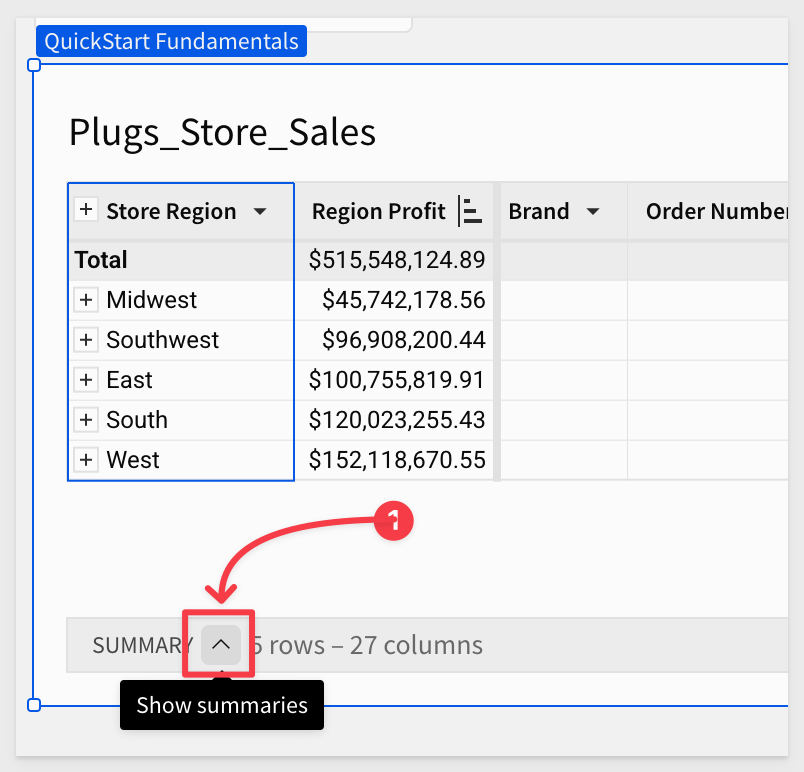 QuickStart Fundamentals
Plugs_Store_Sales
Store Region Region Profit Brand Order Number
Total $515,548,124.89
Midwest $45,742,178.56
Southwest $96,908,200.44
East $100,755,819.91
South $120,023,255.43
West $152,118,670.55
1
SUMMARY 5 rows – 27 columns
Show summaries